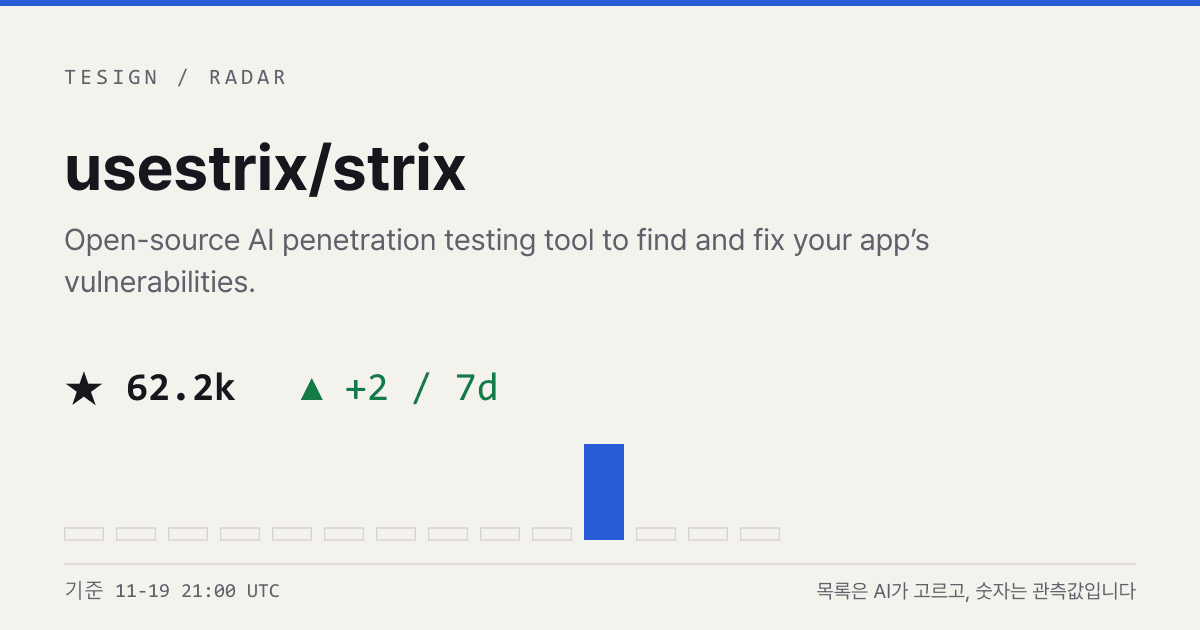 TESIGN / RADAR
usestrix/strix
Open-source AI penetration testing tool to find and fix your app’s
vulnerabilities.
★ 62.2k ▲ +2 / 7d
기준 11-19 21:00 UTC
목록은 AI가 고르고, 숫자는 관측값입니다